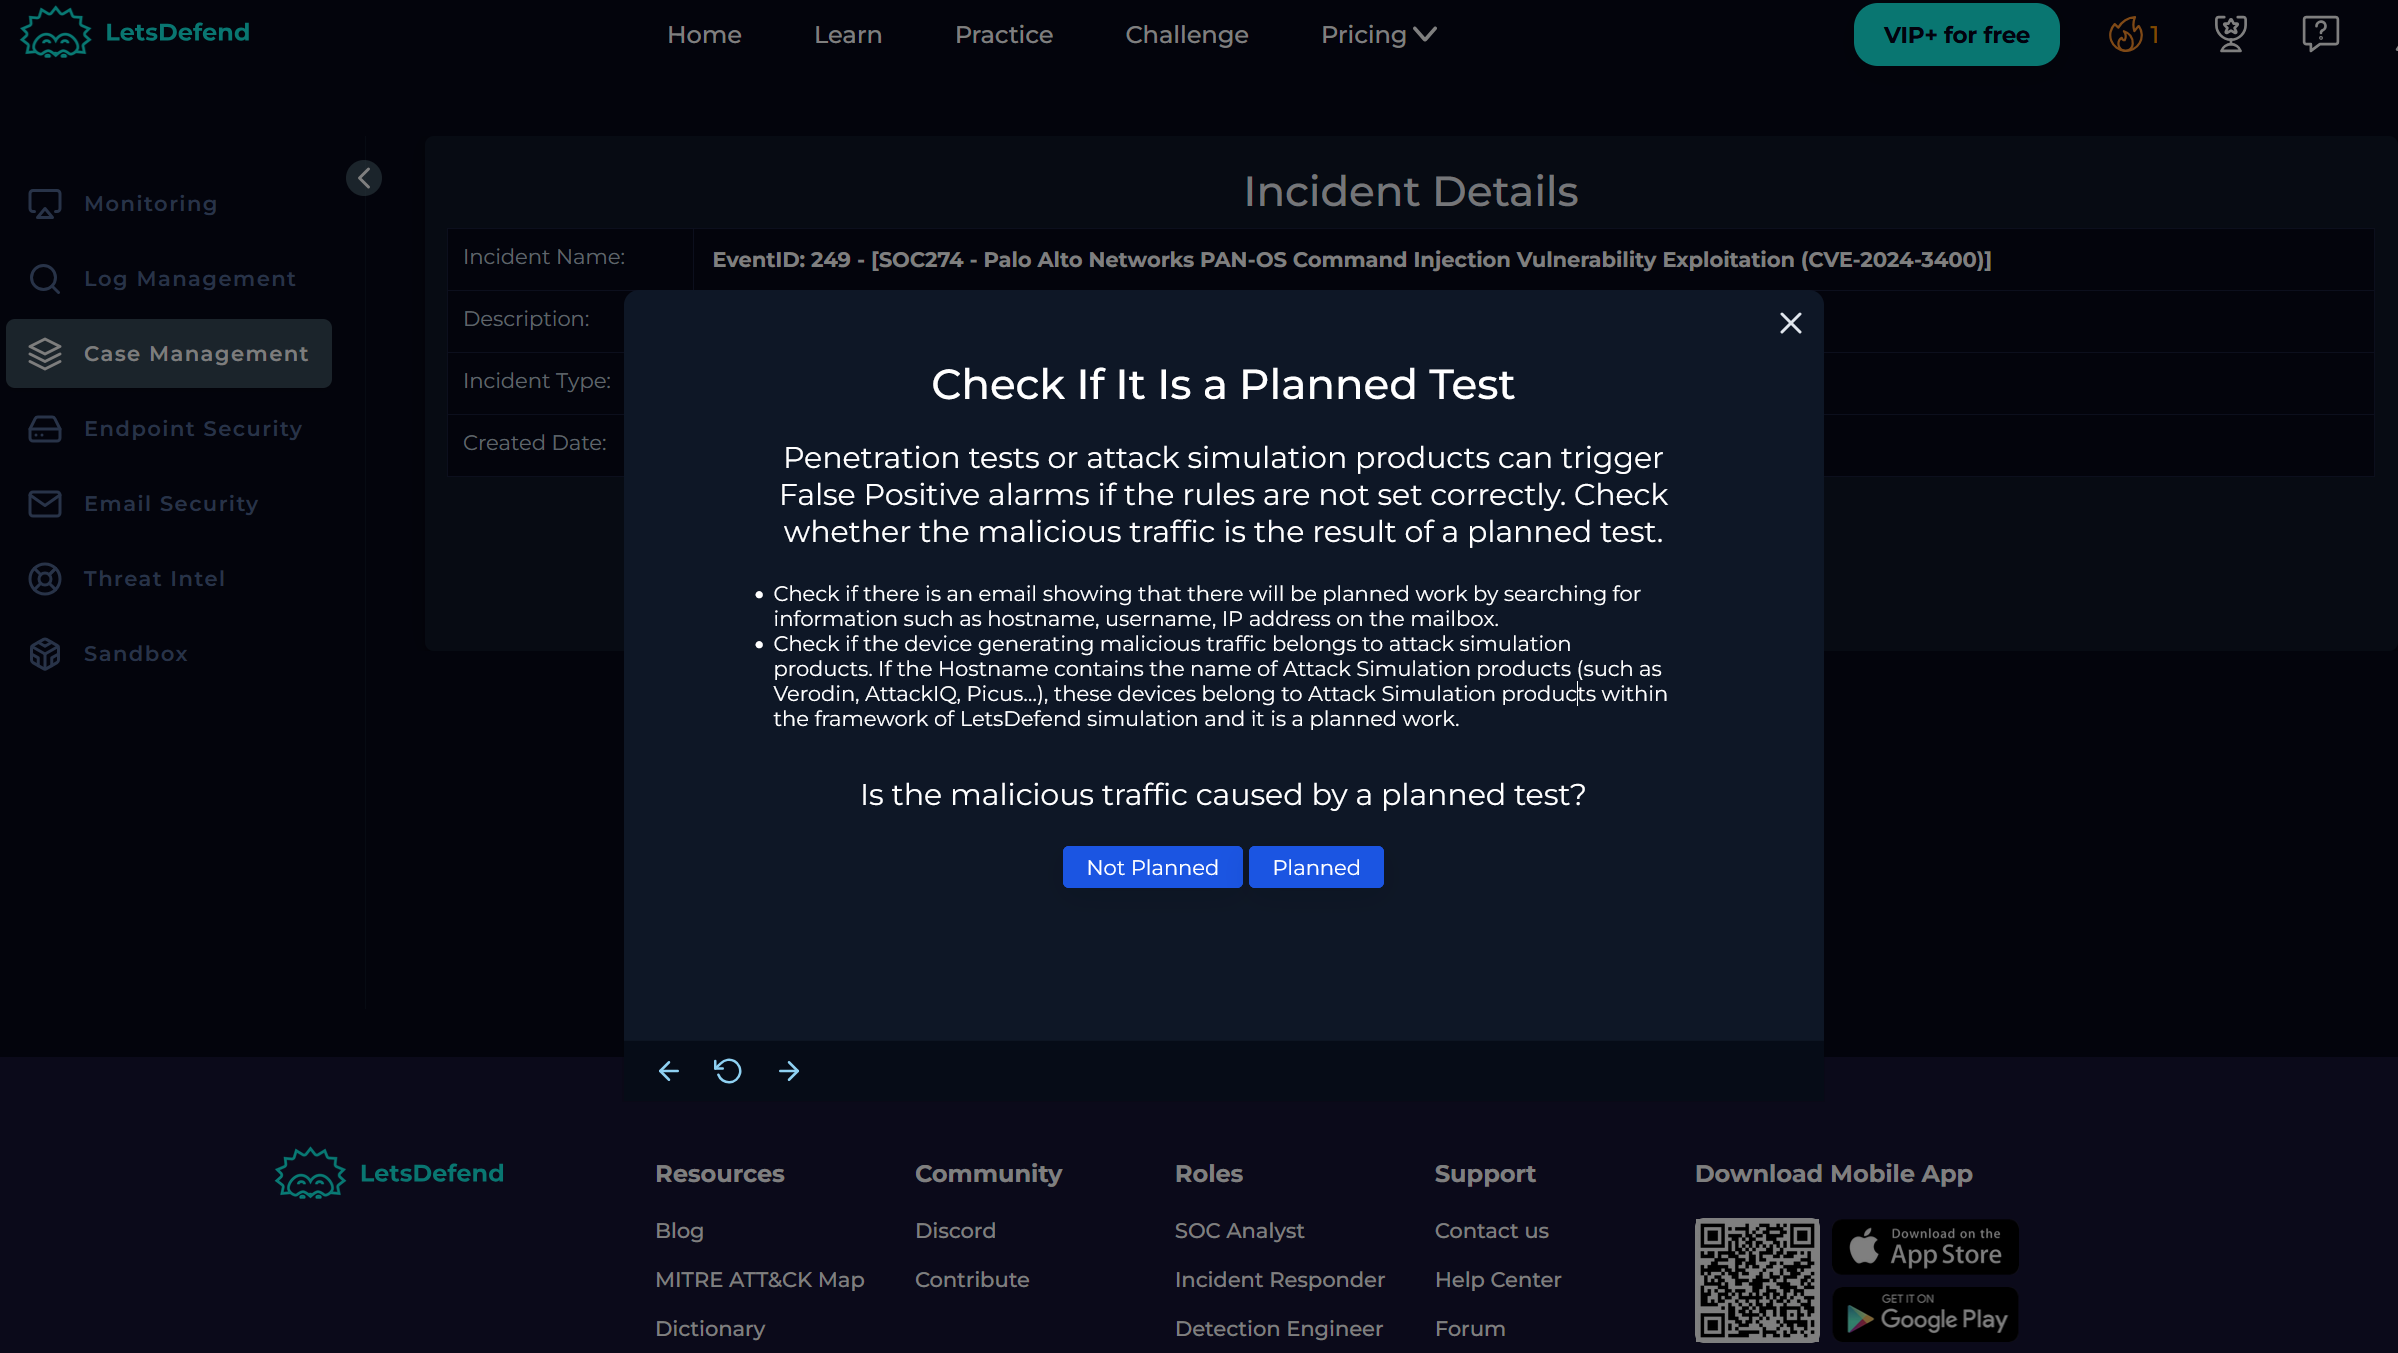 LetsDefend
Home
Learn
Practice
Challenge
Pricing
VIP+ for free
1
Monitoring
Log Management
Case Management
Endpoint Security
Email Security
Threat Intel
Sandbox
Incident Details
Incident Name:
EventID: 249 - [SOC274 - Palo Alto Networks PAN-OS Command Injection Vulnerability Exploitation (CVE-2024-3400)]
Description:
Incident Type:
Created Date:
Check If It Is a Planned Test
Penetration tests or attack simulation products can trigger
False Positive alarms if the rules are not set correctly. Check
whether the malicious traffic is the result of a planned test.
• Check if there is an email showing that there will be planned work by searching for
information such as hostname, username, IP address on the mailbox.
• Check if the device generating malicious traffic belongs to attack simulation
products. If the Hostname contains the name of Attack Simulation products (such as
Verodin, AttackIQ, Picus...), these devices belong to Attack Simulation products within
the framework of LetsDefend simulation and it is a planned work.
Is the malicious traffic caused by a planned test?
Not Planned
Planned
LetsDefend
Resources
Blog
MITRE ATT&CK Map
Dictionary
Community
Discord
Contribute
Roles
SOC Analyst
Incident Responder
Detection Engineer
Support
Contact us
Help Center
Forum
Download Mobile App
Download on the
App Store
GET IT ON
Google Play